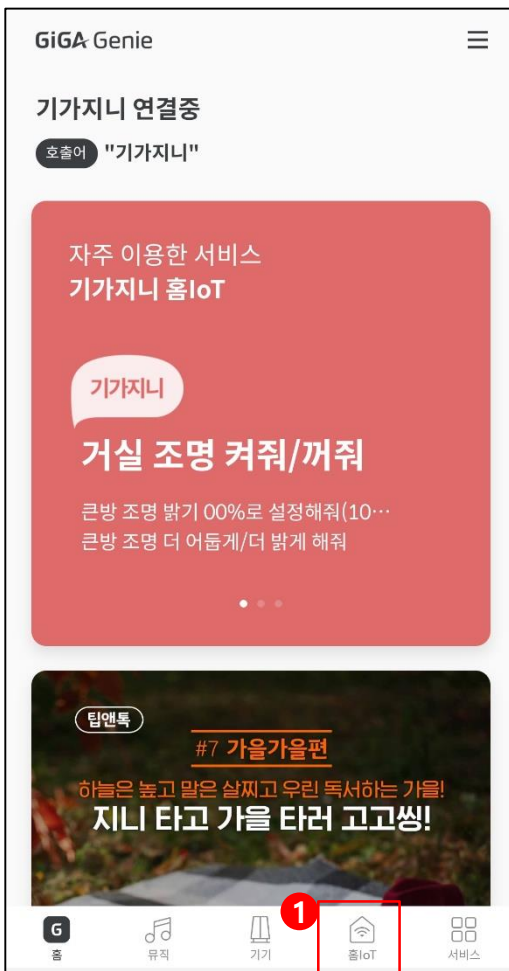 GiGA Genie
기가지니 연결중
호출어 "기가지니"
자주 이용한 서비스
기가지니 홈IoT
기가지니
거실 조명 켜줘/꺼줘
큰방 조명 밝기 00%로 설정해줘(10…
큰방 조명 더 어둡게/더 밝게 해줘
팁앤톡
#7 가을가을편
하늘은 높고 말은 살찌고 우린 독서하는 가을!
지니 타고 가을 타러 고고씽!
1
G
홈 뮤직 기기 홈IoT 서비스